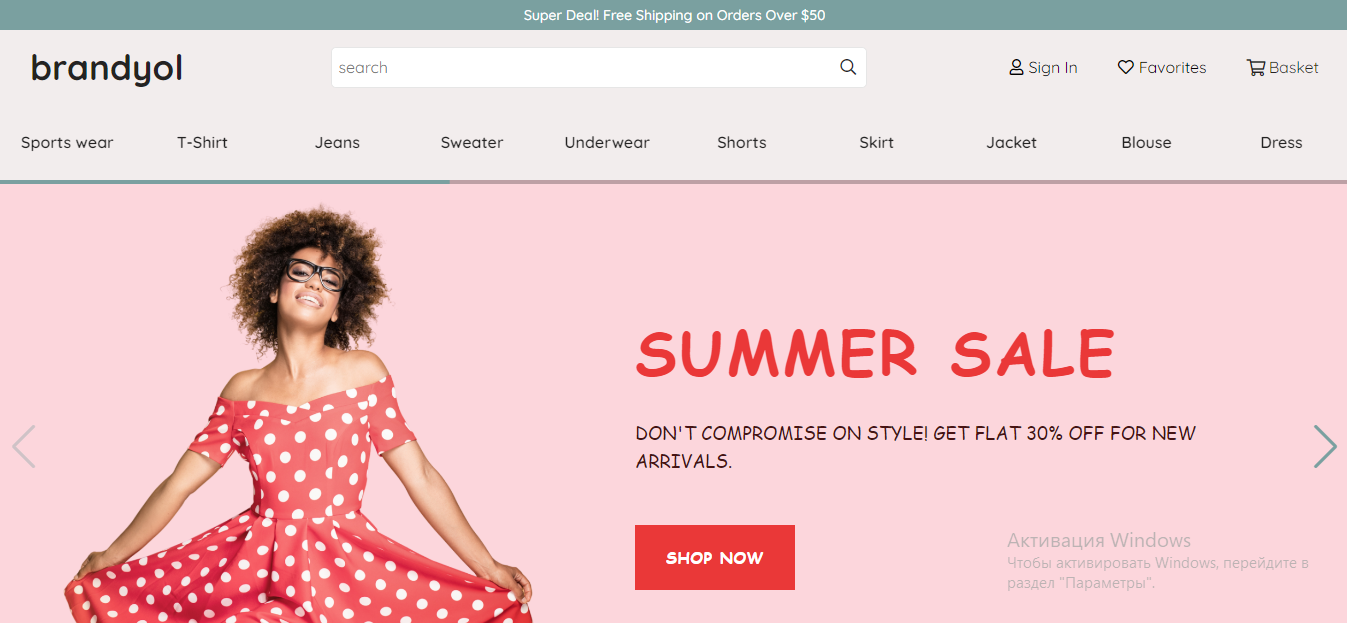 Super Deal! Free Shipping on Orders Over $50
brandyol
search
Sign In
Favorites
Basket
Sports wear
T-Shirt
Jeans
Sweater
Underwear
Shorts
Skirt
Jacket
Blouse
Dress
SUMMER SALE
DON'T COMPROMISE ON STYLE! GET FLAT 30% OFF FOR NEW
ARRIVALS.
SHOP NOW
Активация Windows
Чтобы активировать Windows, перейдите в
раздел "Параметры".